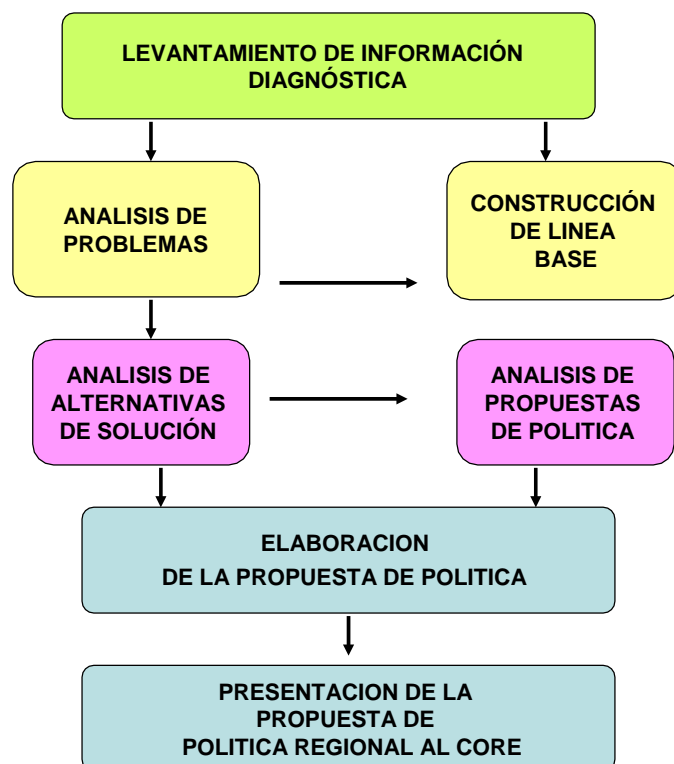 LEVANTAMIENTO DE INFORMACIÓN
DIAGNÓSTICA
ANALISIS DE
PROBLEMAS
CONSTRUCCIÓN
DE LINEA
BASE
ANALISIS DE
ALTERNATIVAS
DE SOLUCIÓN
ANALISIS DE
PROPUESTAS
DE POLITICA
ELABORACION
DE LA PROPUESTA DE POLITICA
PRESENTACION DE LA
PROPUESTA DE
POLITICA REGIONAL AL CORE